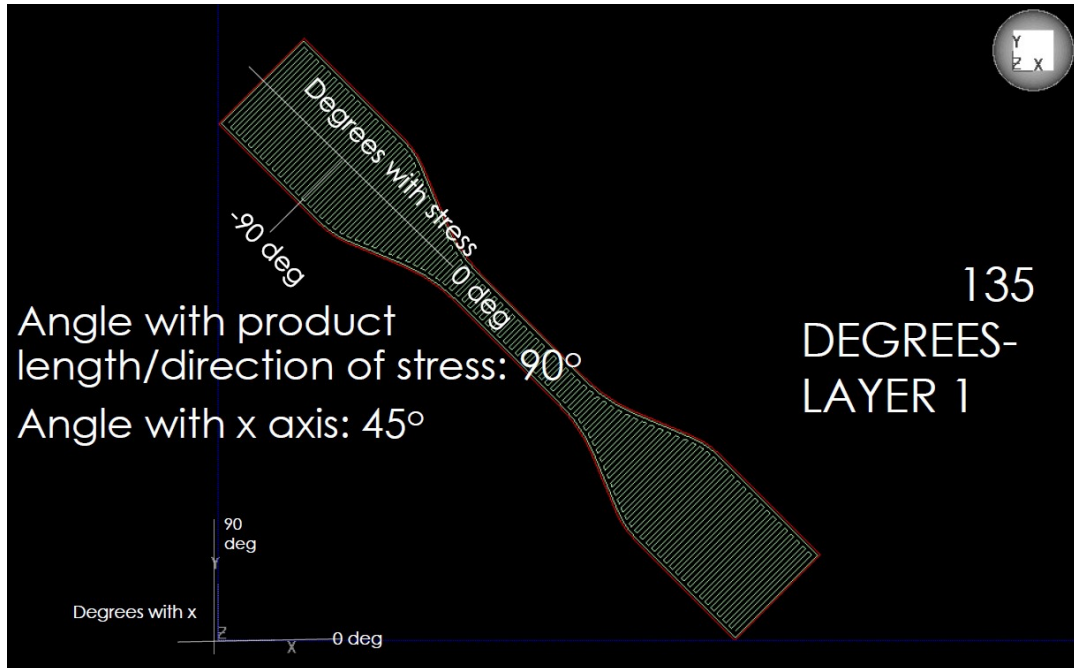 Y
Z X
Degrees with stress
0 deg
-90 deg
Angle with product
length/direction of stress: 90°
Angle with x axis: 45°
135
DEGREES-
LAYER 1
90
deg
Y
Degrees with x
Z
X
0 deg